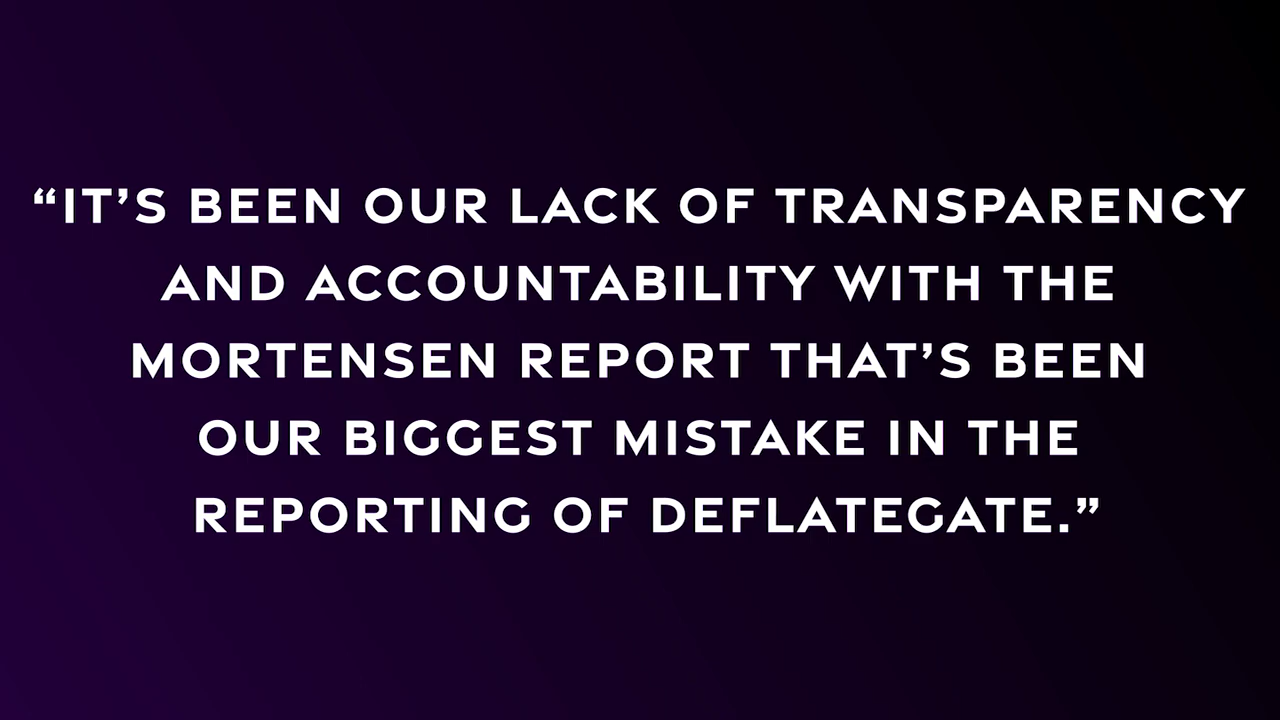 “IT’S BEEN OUR LACK OF TRANSPARENCY
AND ACCOUNTABILITY WITH THE
MORTENSEN REPORT THAT’S BEEN
OUR BIGGEST MISTAKE IN THE
REPORTING OF DEFLATEGATE.”